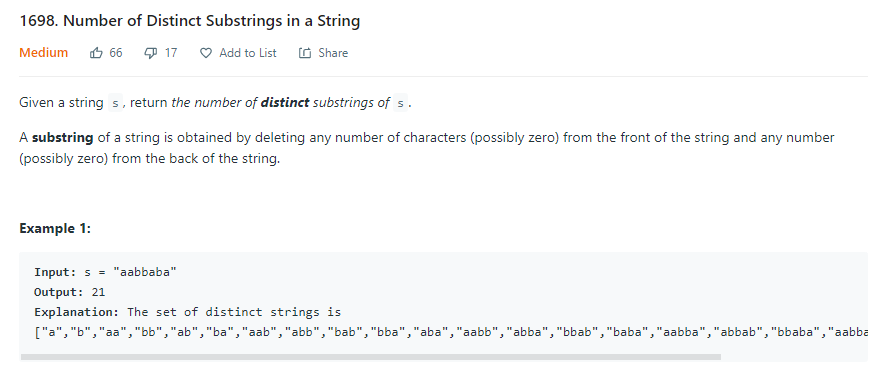 1698. Number of Distinct Substrings in a String
Medium 66 17 Add to List Share
Given a string s, return the number of distinct substrings of s.
A substring of a string is obtained by deleting any number of characters (possibly zero) from the front of the string and any number
(possibly zero) from the back of the string.
Example 1:
Input: s = "aabbaba"
Output: 21
Explanation: The set of distinct strings is
["a","b","aa","bb","ab","ba","aab","abb","bab","bba","aba","aabb","abba","bbab","baba","aabba","abbab","bbaba","aabba